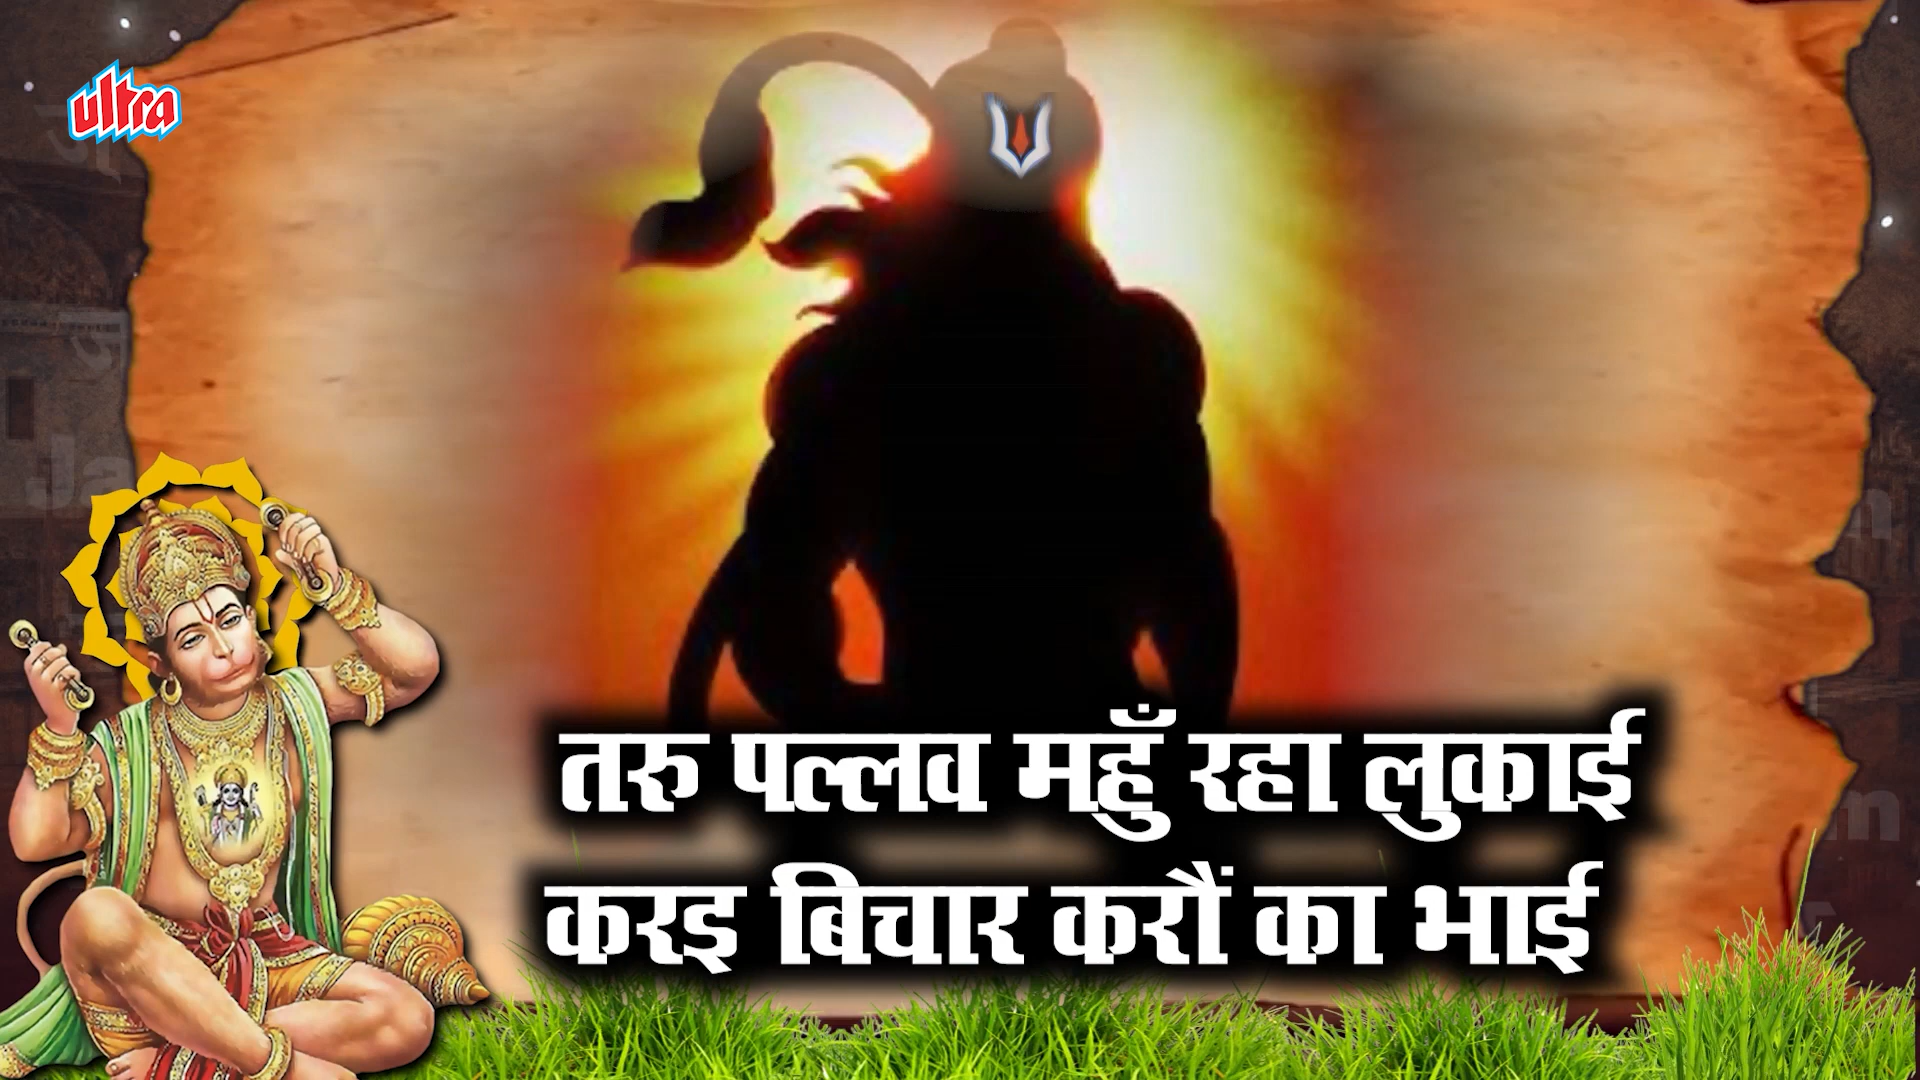 ultra
तरु पल्लव महुँ रहा लुकाई
करइ बिचार करौं का भाई